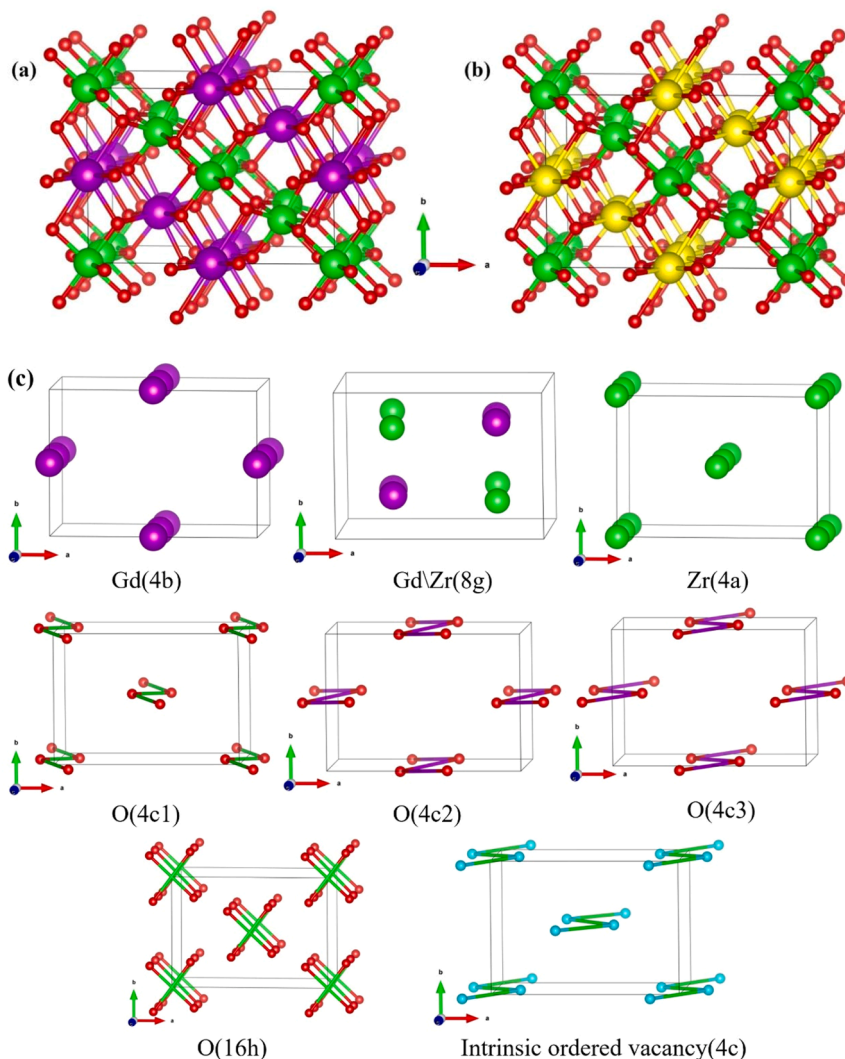 (a)
(b)
b
a
b
a
(c)
b
a
Gd(4b)
b
a
Gd\Zr(8g)
b
a
Zr(4a)
b
a
O(4c1)
b
a
O(4c2)
b
a
O(4c3)
b
a
O(16h)
b
a
Intrinsic ordered vacancy(4c)